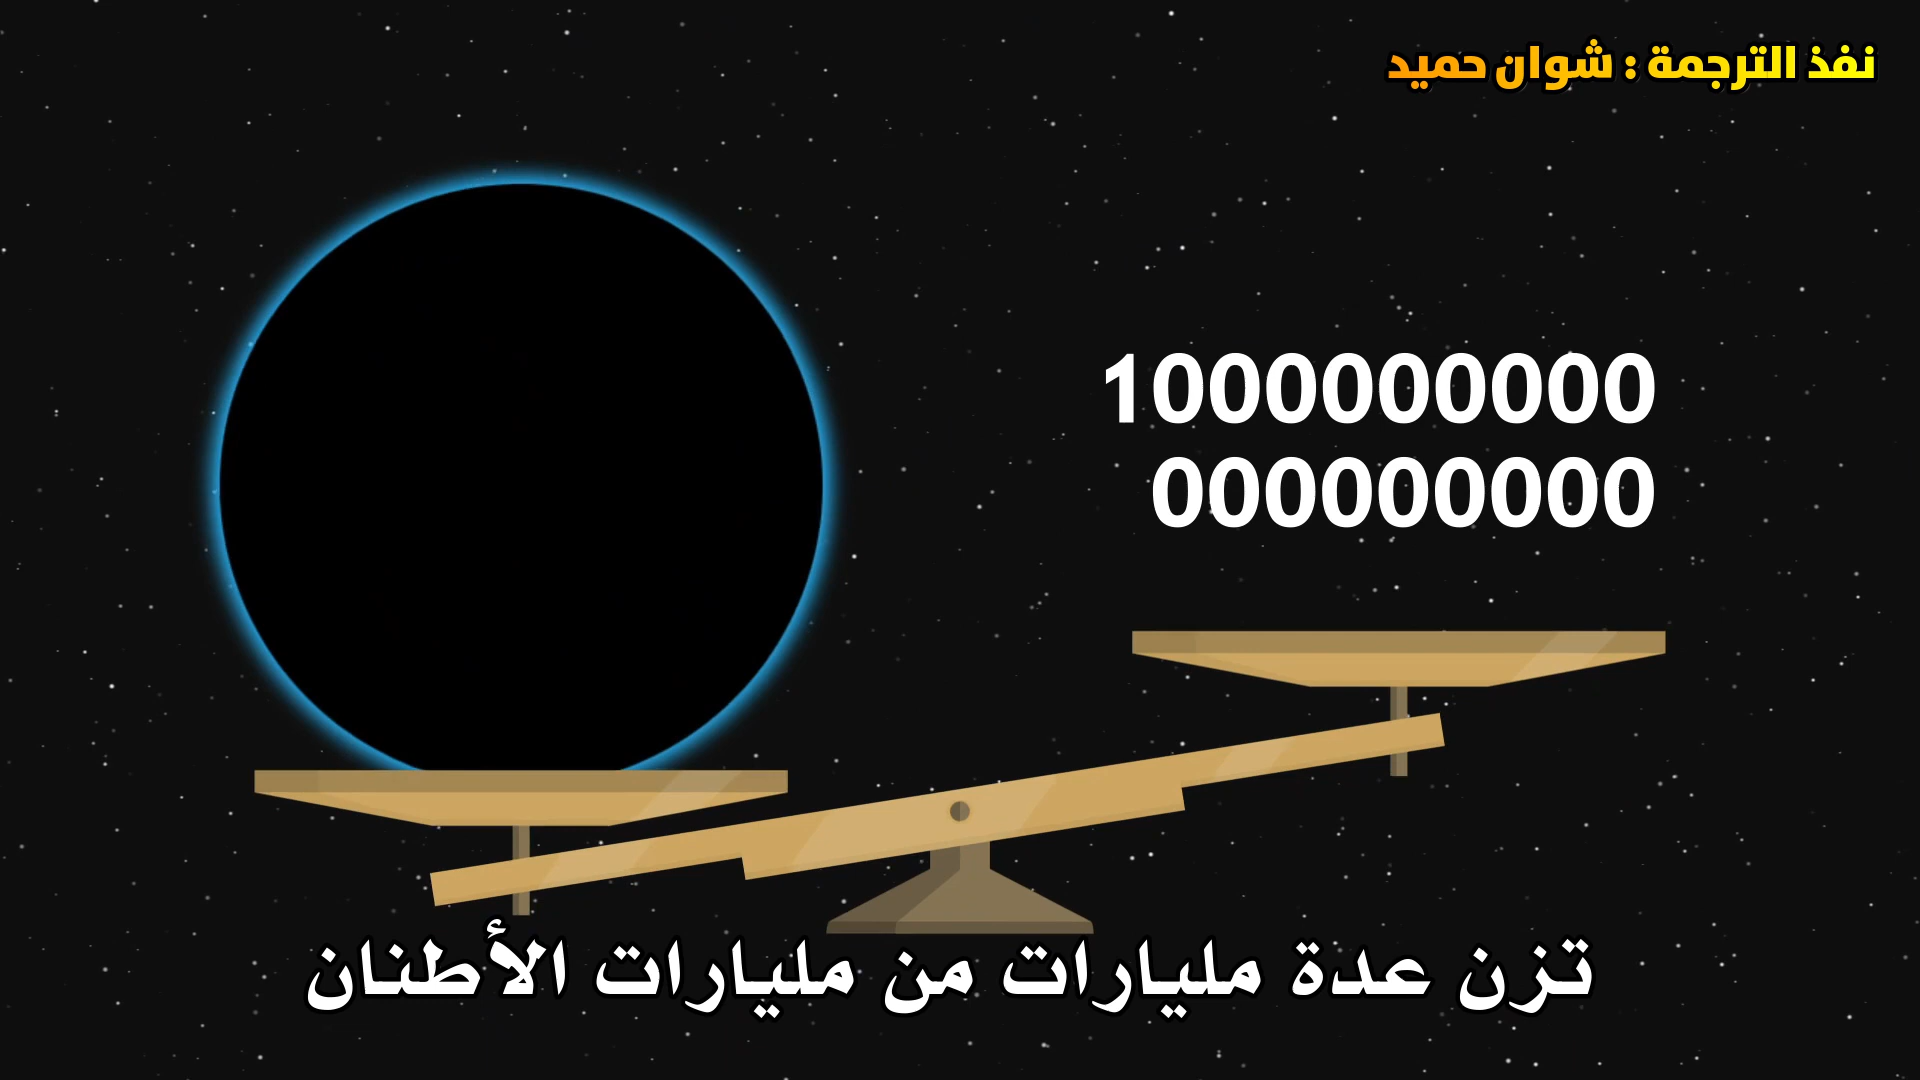 نفذ الترجمة : شوان حميد
1000000000
000000000
تزن عدة مليارات من مليارات الأطنان